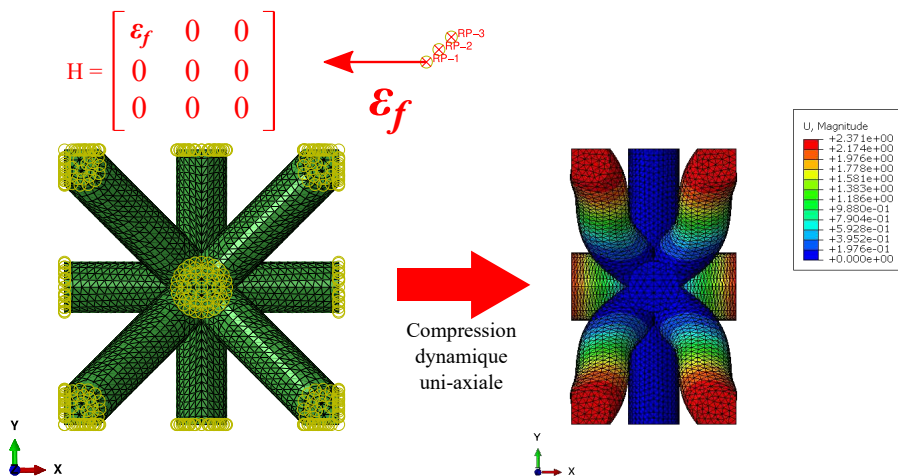 H =
ε_f 0 0
0 0 0
0 0 0
RP-3
RP-2
RP-1
ε_f
Compression
dynamique
uni-axiale
U, Magnitude
+2.371e+00
+2.174e+00
+1.976e+00
+1.778e+00
+1.581e+00
+1.383e+00
+1.186e+00
+9.880e-01
+7.904e-01
+5.928e-01
+3.952e-01
+1.976e-01
+0.000e+00
Y
X
Y
X